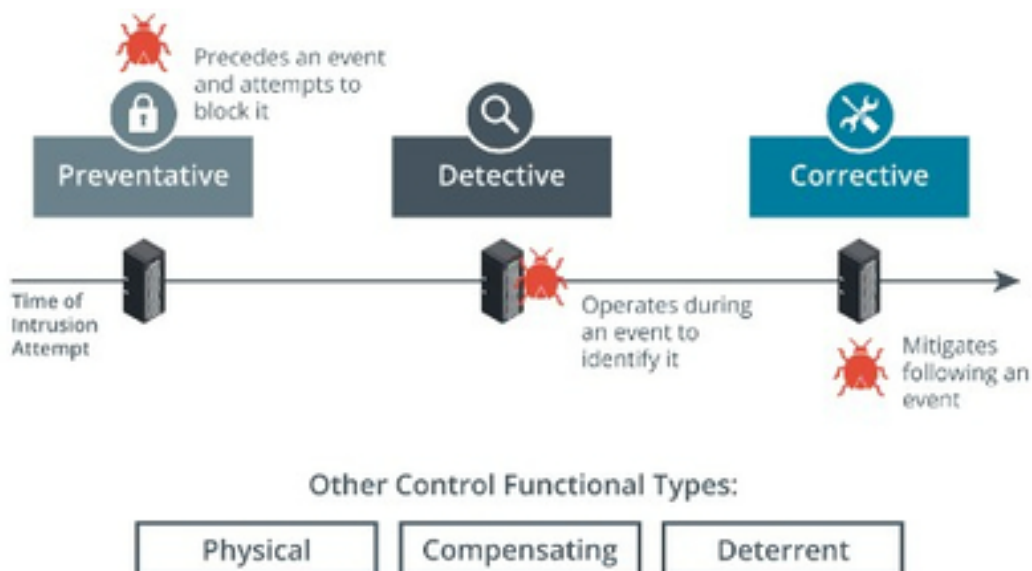 Precedes an event
and attempts to
block it
Preventative
Detective
Corrective
Time of
Intrusion
Attempt
Operates during
an event to
identify it
Mitigates
following an
event
Other Control Functional Types:
Physical
Compensating
Deterrent